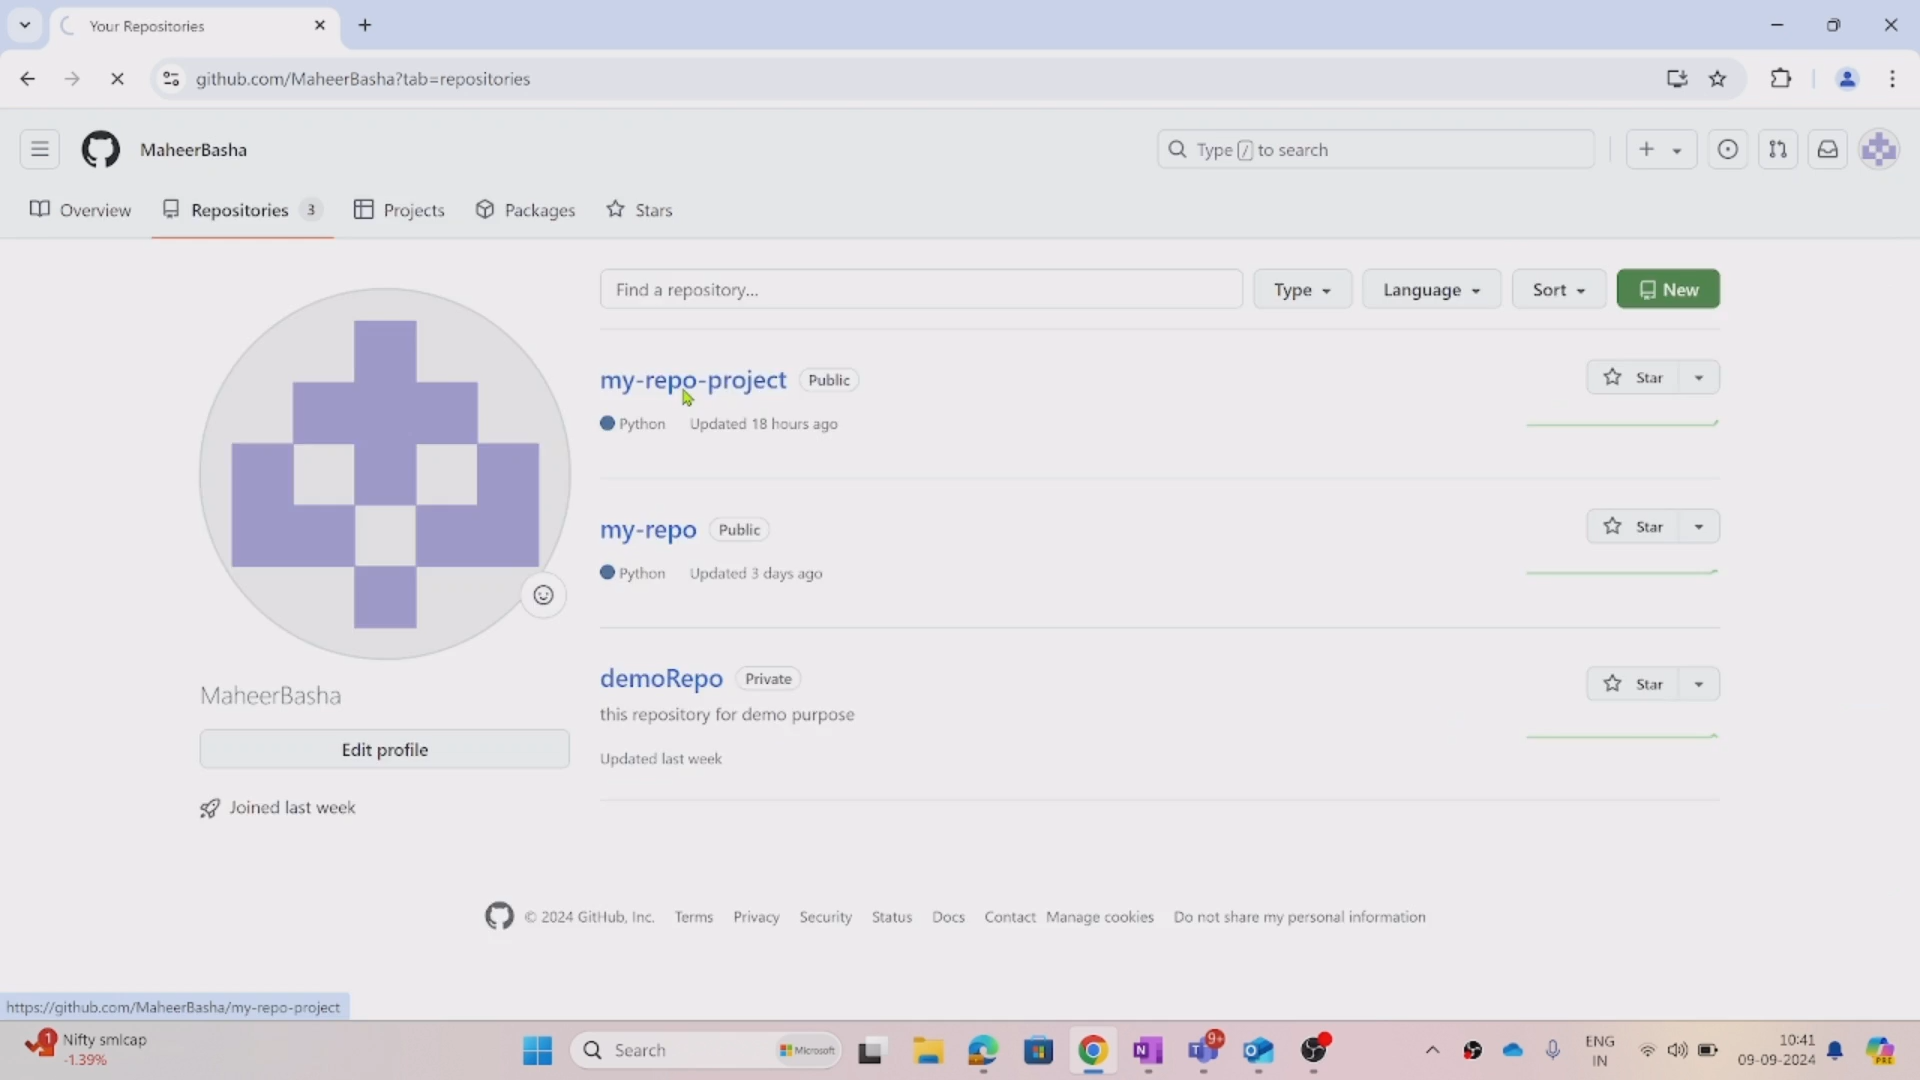 Your Repositories
github.com/MaheerBasha?tab=repositories
MaheerBasha
Type / to search
Overview
Repositories 3
Projects
Packages
Stars
Find a repository...
Type
Language
Sort
New
my-repo-project Public
Star
Python Updated 18 hours ago
my-repo Public
Star
Python Updated 3 days ago
demoRepo Private
Star
this repository for demo purpose
Updated last week
MaheerBasha
Edit profile
Joined last week
© 2024 GitHub, Inc. Terms Privacy Security Status Docs Contact Manage cookies Do not share my personal information
https://github.com/MaheerBasha/my-repo-project
1
Nifty smlcap
-1.39%
Search
Microsoft
N
T
9+
O
ENG
IN
10:41
09-09-2024
PRE